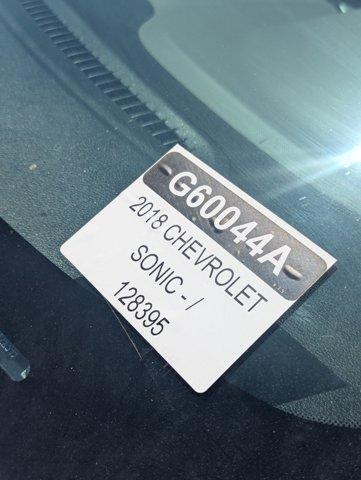 G60044A
2018 CHEVROLET
SONIC - /
128395